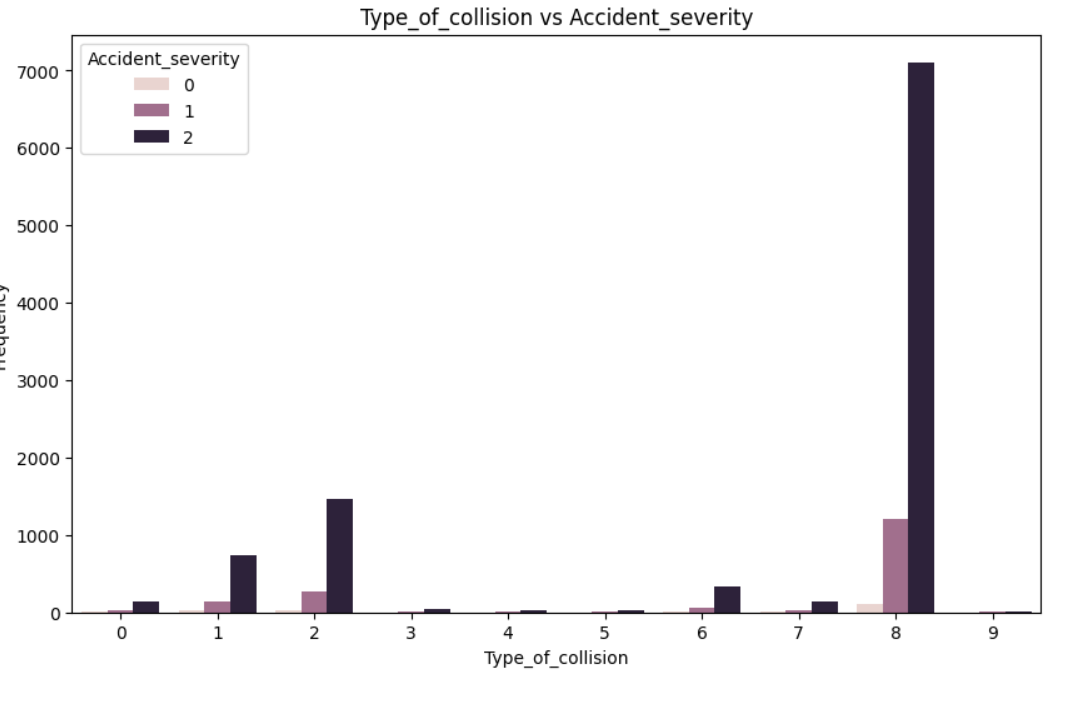 Type_of_collision vs Accident_severity
Accident_severity
0
1
2
7000
6000
5000
4000
3000
2000
1000
0
0 1 2 3 4 5 6 7 8 9
Type_of_collision